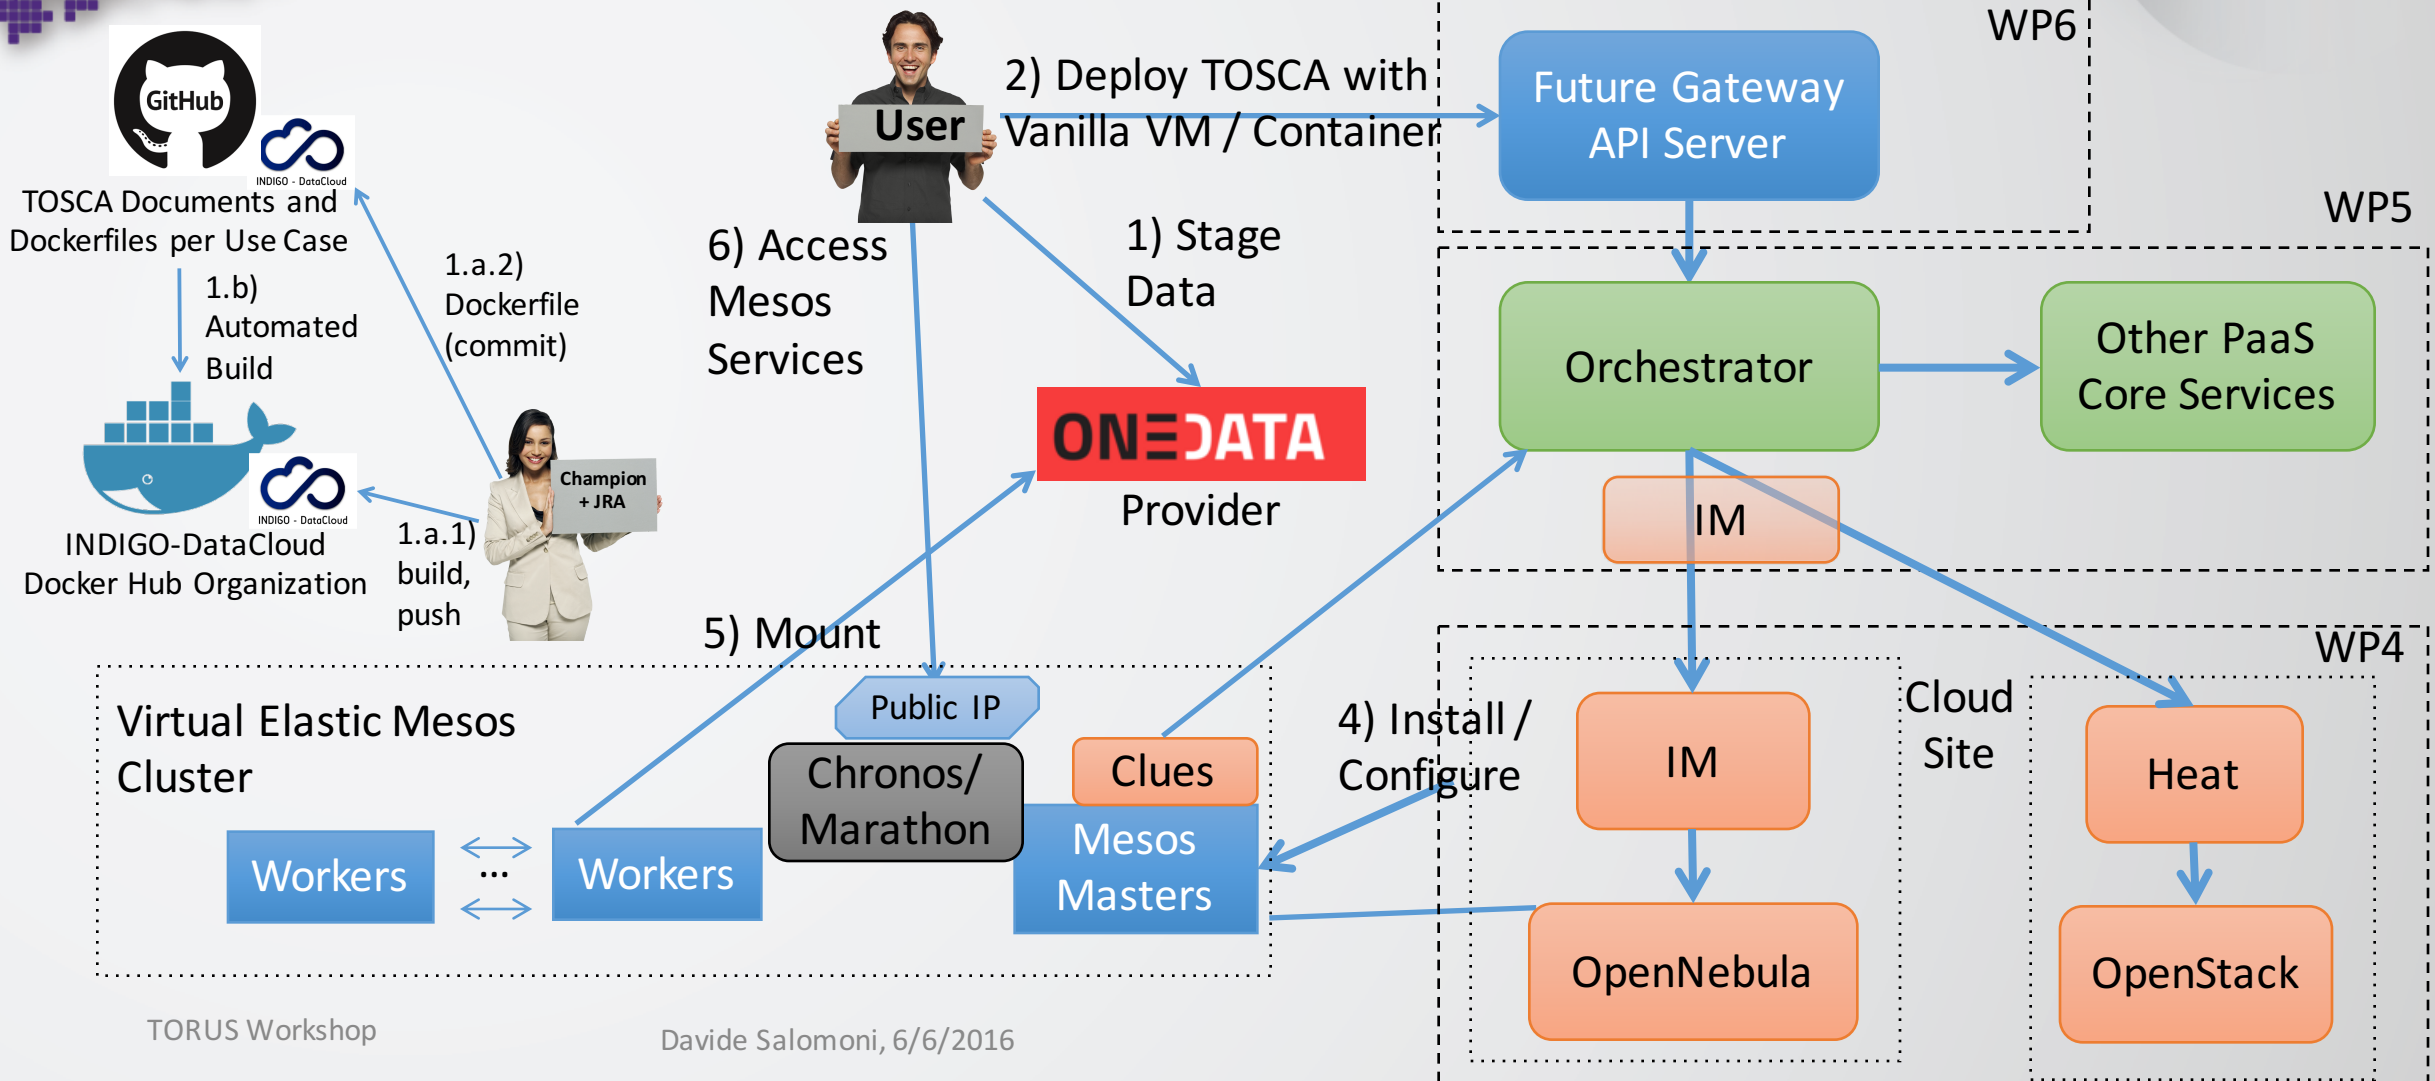 GitHub
INDIGO - DataCloud
TOSCA Documents and
Dockerfiles per Use Case
1.b)
Automated
Build
1.a.2)
Dockerfile
(commit)
INDIGO - DataCloud
INDIGO-DataCloud
Docker Hub Organization
1.a.1)
build,
push
Champion
+ JRA
User
2) Deploy TOSCA with
Vanilla VM / Container
1) Stage
Data
6) Access
Mesos
Services
ONEDATA
Provider
5) Mount
WP6
Future Gateway
API Server
WP5
Orchestrator
Other PaaS
Core Services
IM
WP4
Cloud
Site
IM
Heat
OpenNebula
OpenStack
4) Install /
Configure
Virtual Elastic Mesos
Cluster
Public IP
Chronos/
Marathon
Clues
Mesos
Masters
Workers
...
Workers
TORUS Workshop
Davide Salomoni, 6/6/2016